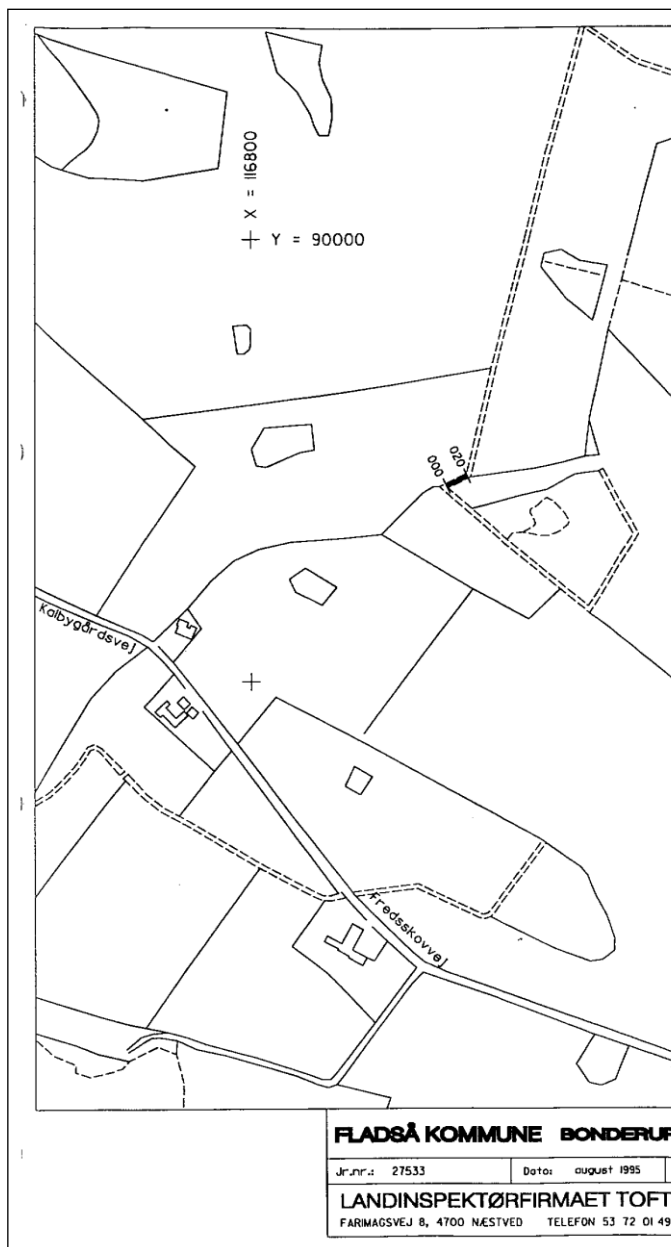 X = 116800
Y = 90000
020
000
Kalbygårdsvej
Fredsskovvej
FLADSÅ KOMMUNE BONDERUP
Jr.nr.: 27533 Dato: august 1995
LANDINSPEKTØRFIRMAET TOFT
FARIMAGSVEJ 8, 4700 NÆSTVED TELEFON 53 72 01 49